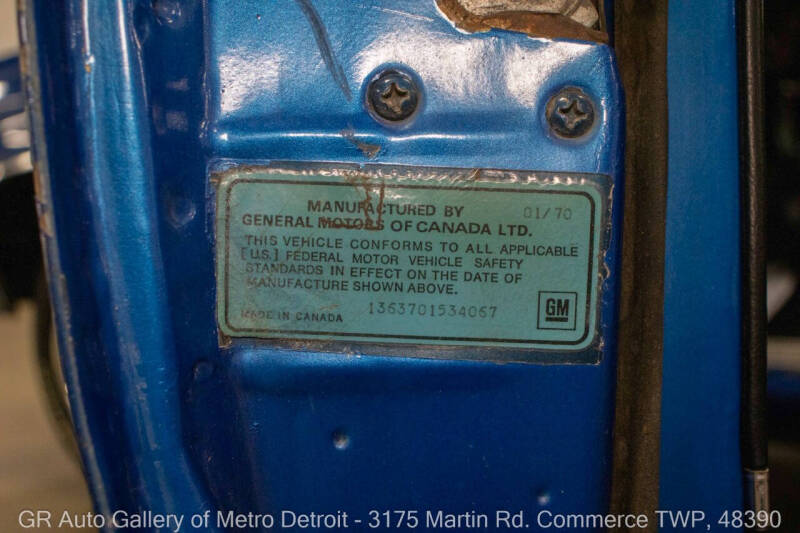 MANUFACTURED BY 01/70
GENERAL MOTORS OF CANADA LTD.
THIS VEHICLE CONFORMS TO ALL APPLICABLE
[U.S.] FEDERAL MOTOR VEHICLE SAFETY
STANDARDS IN EFFECT ON THE DATE OF
MANUFACTURE SHOWN ABOVE.
MADE IN CANADA 1363701534067
GM
GR Auto Gallery of Metro Detroit - 3175 Martin Rd. Commerce TWP, 48390